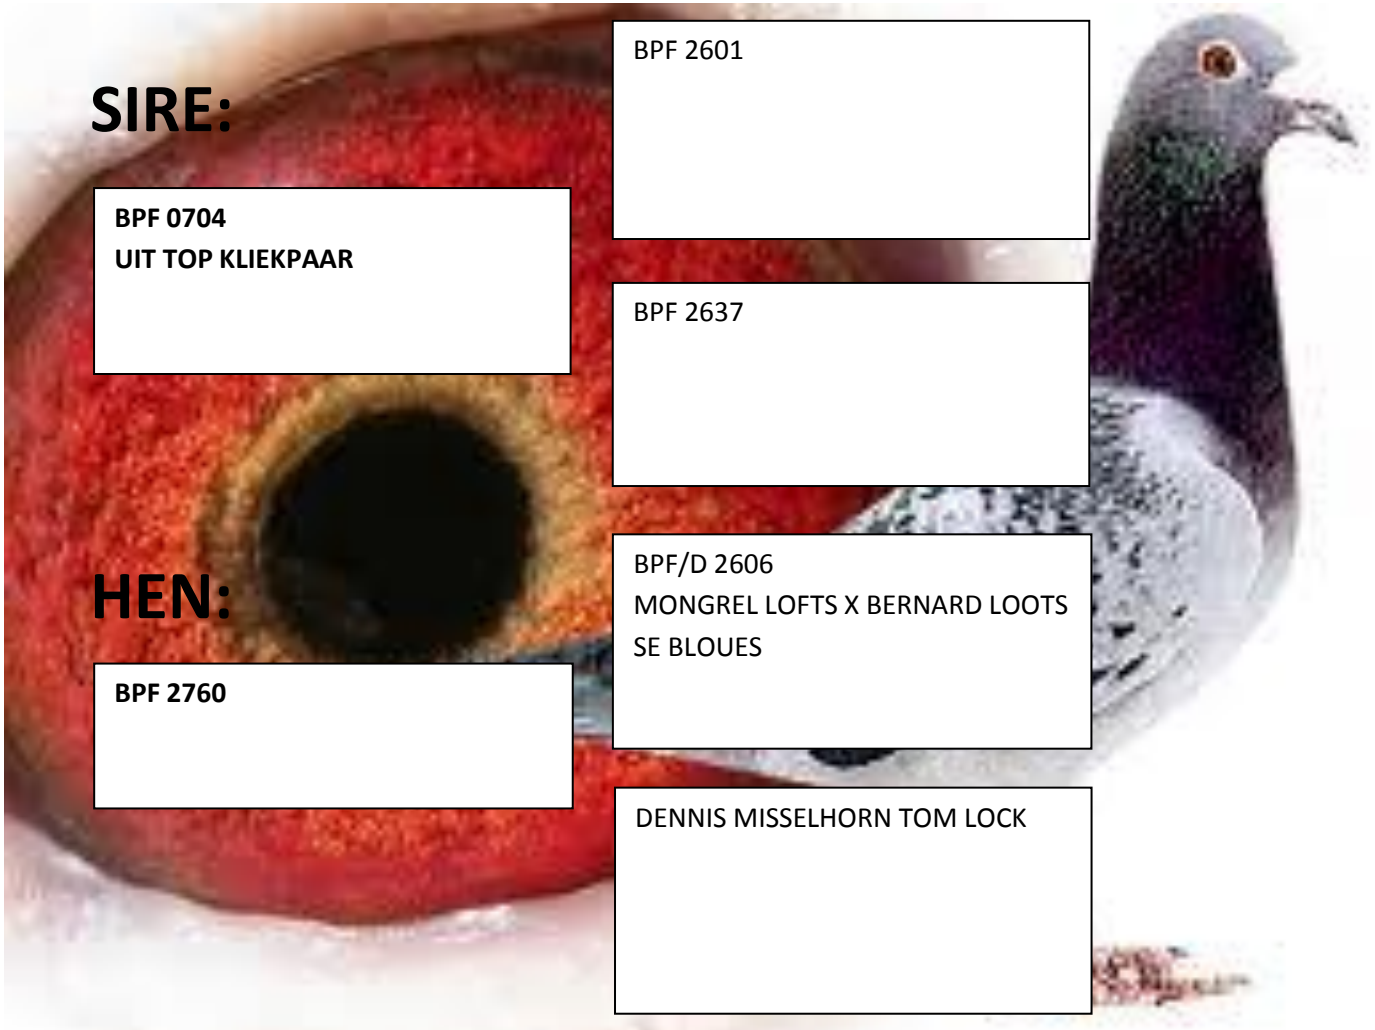 SIRE:
BPF 0704
UIT TOP KLIEKPAAR
BPF 2601
BPF 2637
HEN:
BPF 2760
BPF/D 2606
MONGREL LOFTS X BERNARD LOOTS
SE BLOUES
DENNIS MISSELHORN TOM LOCK